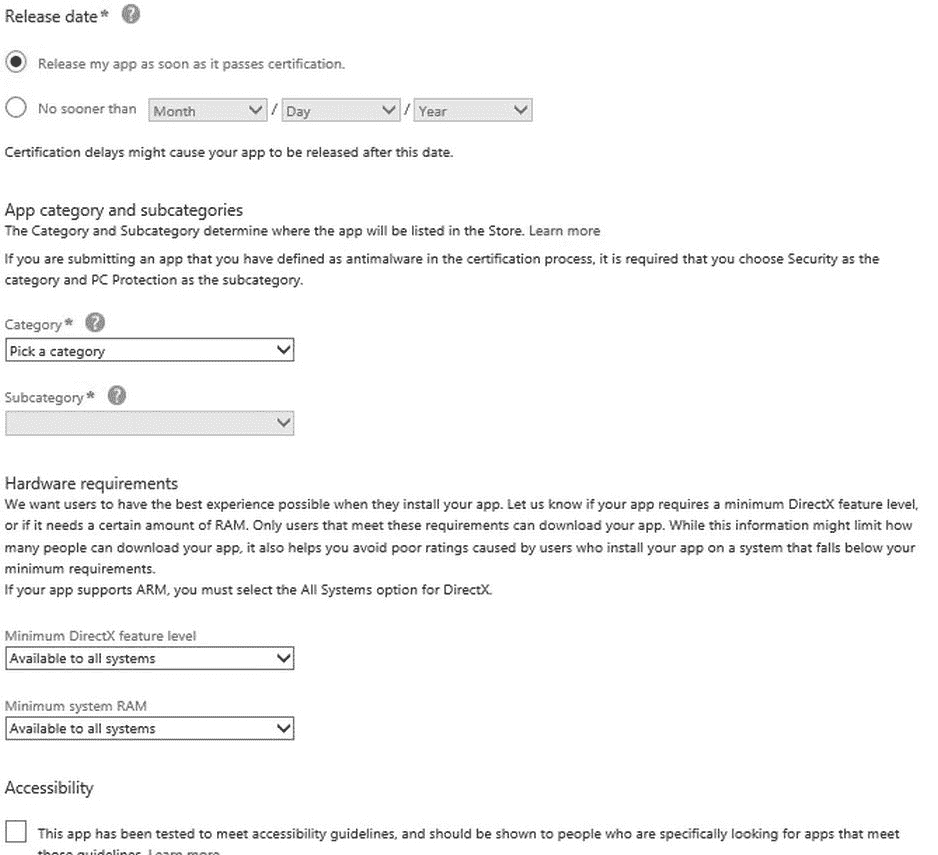 Release date* ?
Release my app as soon as it passes certification.
No sooner than Month / Day / Year
Certification delays might cause your app to be released after this date.
App category and subcategories
The Category and Subcategory determine where the app will be listed in the Store. Learn more
If you are submitting an app that you have defined as antimalware in the certification process, it is required that you choose Security as the
category and PC Protection as the subcategory.
Category* ?
Pick a category
Subcategory* ?
Hardware requirements
We want users to have the best experience possible when they install your app. Let us know if your app requires a minimum DirectX feature level,
or if it needs a certain amount of RAM. Only users that meet these requirements can download your app. While this information might limit how
many people can download your app, it also helps you avoid poor ratings caused by users who install your app on a system that falls below your
minimum requirements.
If your app supports ARM, you must select the All Systems option for DirectX.
Minimum DirectX feature level
Available to all systems
Minimum system RAM
Available to all systems
Accessibility
This app has been tested to meet accessibility guidelines, and should be shown to people who are specifically looking for apps that meet
those guidelines. Learn more